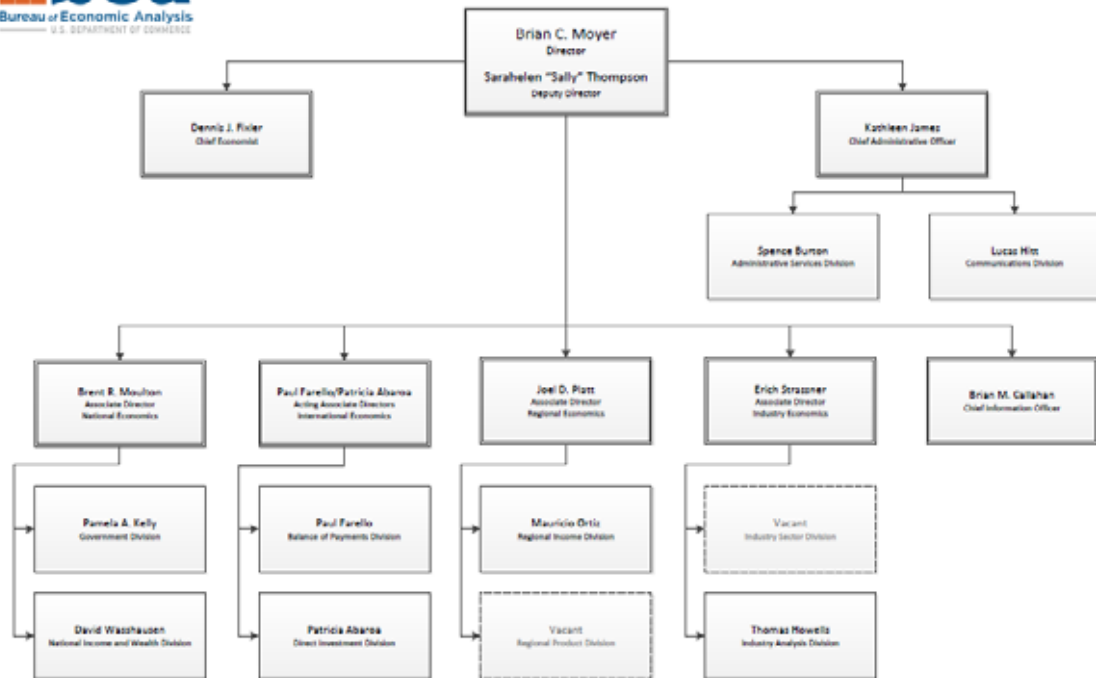 bea
Bureau of Economic Analysis
U.S. DEPARTMENT OF COMMERCE
Brian C. Moyer
Director
Sarahelen "Sally" Thompson
Deputy Director
Dennis J. Fixler
Chief Economist
Kathleen James
Chief Administrative Officer
Spence Burton
Administrative Services Division
Lucas Hitt
Communications Division
Brent R. Moulton
Associate Director
National Economics
Paul Farello/Patricia Abaroa
Acting Associate Directors
International Economics
Joel D. Platt
Associate Director
Regional Economics
Erich Strassner
Associate Director
Industry Economics
Brian M. Callahan
Chief Information Officer
Pamela A. Kelly
Government Division
Paul Farello
Balance of Payments Division
Mauricio Ortiz
Regional Income Division
Vacant
Industry Sector Division
David Wasshausen
National Income and Wealth Division
Patricia Abaroa
Direct Investment Division
Vacant
Regional Product Division
Thomas Howells
Industry Analysis Division